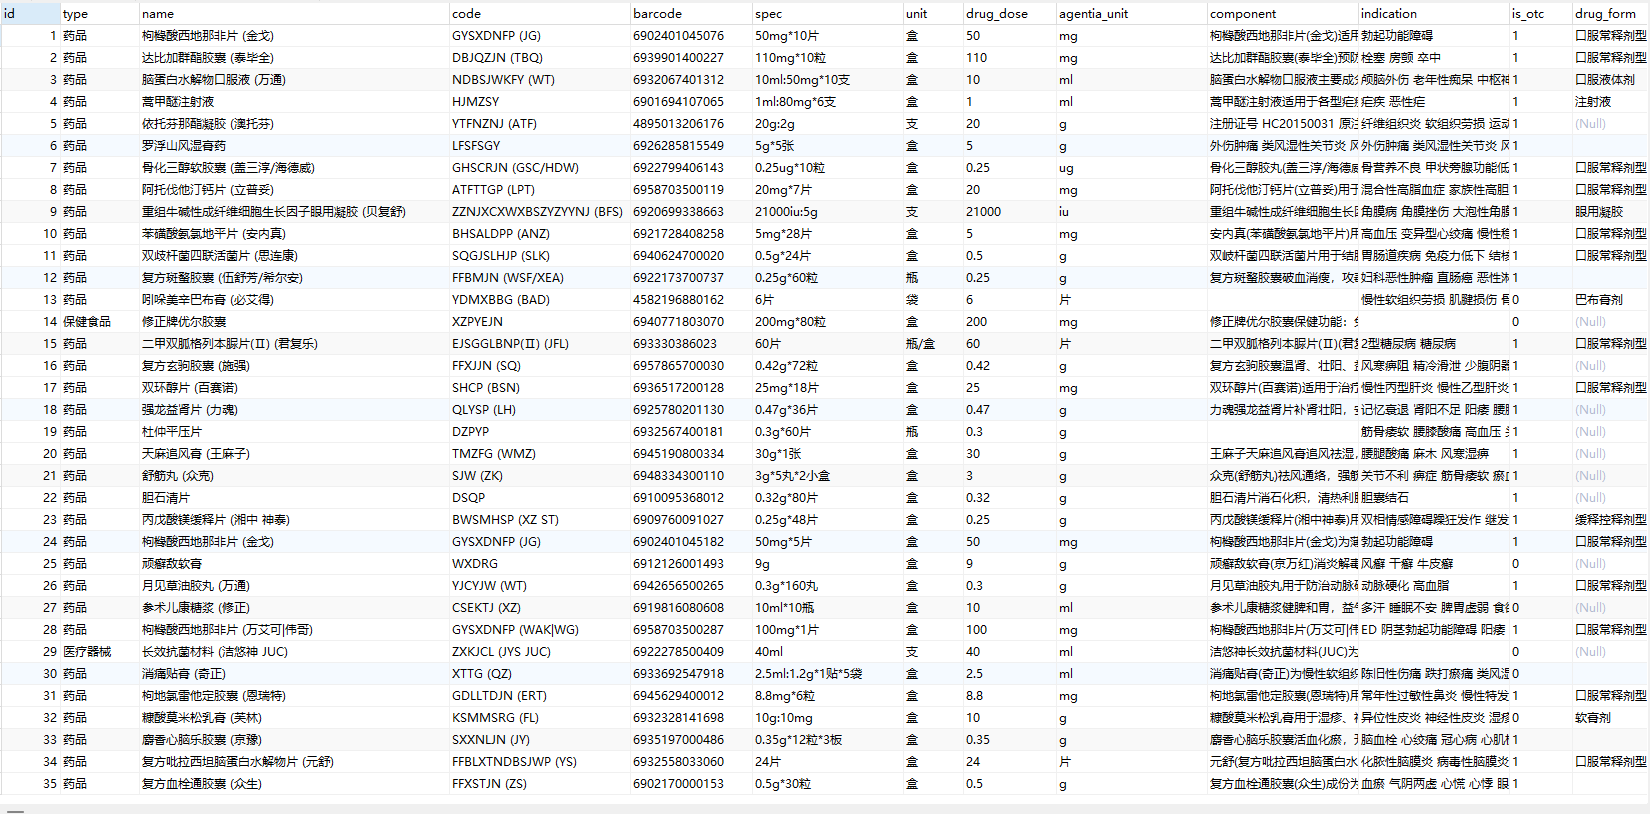 id type name code barcode spec unit drug_dose agentia_unit component indication is_otc drug_form
1 药品 枸橼酸西地那非片 (金戈) GYSXDNFP (JG) 6902401045076 50mg*10片 盒 50 mg 枸橼酸西地那非片(金戈)适用 勃起功能障碍 1 口服常释剂型
2 药品 达比加群酯胶囊 (泰毕全) DBJQZJN (TBQ) 6939901400227 110mg*10粒 盒 110 mg 达比加群酯胶囊(泰毕全)预防 栓塞 房颤 卒中 1 口服常释剂型
3 药品 脑蛋白水解物口服液 (万通) NDBSJWKFY (WT) 6932067401312 10ml:50mg*10支 盒 10 ml 脑蛋白水解物口服液主要成分 颅脑外伤 老年性痴呆 中枢神 1 口服液体剂
4 药品 蒿甲醚注射液 HJMZSY 6901694107065 1ml:80mg*6支 盒 1 ml 蒿甲醚注射液适用于各型疟疾 疟疾 恶性疟 1 注射液
5 药品 依托芬那酯凝胶 (澳托芬) YTFNZNJ (ATF) 4895013206176 20g:2g 支 20 g 注册证号 HC20150031 原注 纤维组织炎 软组织劳损 运动 1 (Null)
6 药品 罗浮山风湿膏药 LFSFSGY 6926285815549 5g*5张 盒 5 g 外伤肿痛 类风湿性关节炎 风 外伤肿痛 类风湿性关节炎 风 1
7 药品 骨化三醇软胶囊 (盖三淳/海德威) GHSCRJN (GSC/HDW) 6922799406143 0.25ug*10粒 盒 0.25 ug 骨化三醇胶丸(盖三淳/海德威 骨营养不良 甲状旁腺功能低 1 口服常释剂型
8 药品 阿托伐他汀钙片 (立普妥) ATFTTGP (LPT) 6958703500119 20mg*7片 盒 20 mg 阿托伐他汀钙片(立普妥)用于 混合性高脂血症 家族性高胆 1 口服常释剂型
9 药品 重组牛碱性成纤维细胞生长因子眼用凝胶 (贝复舒) ZZNJXCXWXBSZYZYYNJ (BFS) 6920699338663 21000iu:5g 支 21000 iu 重组牛碱性成纤维细胞生长因 角膜病 角膜挫伤 大泡性角膜 1 眼用凝胶
10 药品 苯磺酸氨氯地平片 (安内真) BHSALDPP (ANZ) 6921728408258 5mg*28片 盒 5 mg 安内真(苯磺酸氨氯地平片)用 高血压 变异型心绞痛 慢性稳 1 口服常释剂型
11 药品 双歧杆菌四联活菌片 (思连康) SQGJSLHJP (SLK) 6940624700020 0.5g*24片 盒 0.5 g 双歧杆菌四联活菌片用于结肠 胃肠道疾病 免疫力低下 结核 1 口服常释剂型
12 药品 复方斑蝥胶囊 (伍舒芳/希尔安) FFBMJN (WSF/XEA) 6922173700737 0.25g*60粒 瓶 0.25 g 复方斑蝥胶囊破血消瘦，攻毒 妇科恶性肿瘤 直肠癌 恶性淋 1
13 药品 吲哚美辛巴布膏 (必艾得) YDMXBBG (BAD) 4582196880162 6片 袋 6 片 慢性软组织劳损 肌腱损伤 骨 0 巴布膏剂
14 保健食品 修正牌优尔胶囊 XZPYEJN 6940771803070 200mg*80粒 盒 200 mg 修正牌优尔胶囊保健功能：免 0 (Null)
15 药品 二甲双胍格列本脲片(Ⅱ) (君复乐) EJSGGLBNP(Ⅱ) (JFL) 693330386023 60片 瓶/盒 60 片 二甲双胍格列本脲片(Ⅱ)(君复 2型糖尿病 糖尿病 1 口服常释剂型
16 药品 复方玄驹胶囊 (施强) FFXJJN (SQ) 6957865700030 0.42g*72粒 盒 0.42 g 复方玄驹胶囊温肾、壮阳、益 风寒痹阻 精冷滑泄 少腹阴器 1 (Null)
17 药品 双环醇片 (百赛诺) SHCP (BSN) 6936517200128 25mg*18片 盒 25 mg 双环醇片(百赛诺)适用于治疗 慢性丙型肝炎 慢性乙型肝炎 1 口服常释剂型
18 药品 强龙益肾片 (力魂) QLYSP (LH) 6925780201130 0.47g*36片 盒 0.47 g 力魂强龙益肾片补肾壮阳，安 记忆衰退 肾阳不足 阳痿 腰腿 1 (Null)
19 药品 杜仲平压片 DZPYP 6932567400181 0.3g*60片 瓶 0.3 g 筋骨痿软 腰膝酸痛 高血压 头 1 (Null)
20 药品 天麻追风膏 (王麻子) TMZFG (WMZ) 6945190800334 30g*1张 盒 30 g 王麻子天麻追风膏追风祛湿， 腰腿酸痛 麻木 风寒湿痹 1 (Null)
21 药品 舒筋丸 (众克) SJW (ZK) 6948334300110 3g*5丸*2小盒 盒 3 g 众克(舒筋丸)祛风通络，强筋 关节不利 痹症 筋骨痿软 瘀血 1 (Null)
22 药品 胆石清片 DSQP 6910095368012 0.32g*80片 盒 0.32 g 胆石清片消石化积，清热利胆 胆囊结石 1 (Null)
23 药品 丙戊酸镁缓释片 (湘中 神泰) BWSMHSP (XZ ST) 6909760091027 0.25g*48片 盒 0.25 g 丙戊酸镁缓释片(湘中神泰)用 双相情感障碍躁狂发作 继发 1 缓释控释剂型
24 药品 枸橼酸西地那非片 (金戈) GYSXDNFP (JG) 6902401045182 50mg*5片 盒 50 mg 枸橼酸西地那非片(金戈)为薄 勃起功能障碍 1 口服常释剂型
25 药品 顽癣敌软膏 WXDRG 6912126001493 9g 盒 9 g 顽癣敌软膏(京万红)消炎解毒 风癣 干癣 牛皮癣 0 (Null)
26 药品 月见草油胶丸 (万通) YJCYJW (WT) 6942656500265 0.3g*160丸 盒 0.3 g 月见草油胶丸用于防治动脉硬 动脉硬化 高血脂 1 口服常释剂型
27 药品 参术儿康糖浆 (修正) CSEKTJ (XZ) 6919816080608 10ml*10瓶 盒 10 ml 参术儿康糖浆健脾和胃，益气 多汗 睡眠不安 脾胃虚弱 食欲 0 (Null)
28 药品 枸橼酸西地那非片 (万艾可|伟哥) GYSXDNFP (WAK|WG) 6958703500287 100mg*1片 盒 100 mg 枸橼酸西地那非片(万艾可|伟 ED 阴茎勃起功能障碍 阳痿 1 口服常释剂型
29 医疗器械 长效抗菌材料 (洁悠神 JUC) ZXKJCL (JYS JUC) 6922278500409 40ml 支 40 ml 洁悠神长效抗菌材料(JUC)为 0 (Null)
30 药品 消痛贴膏 (奇正) XTTG (QZ) 6933692547918 2.5ml:1.2g*1贴*5袋 盒 2.5 ml 消痛贴膏(奇正)为慢性软组织 陈旧性伤痛 跌打瘀痛 类风湿 0
31 药品 枸地氯雷他定胶囊 (恩瑞特) GDLLTDJN (ERT) 6945629400012 8.8mg*6粒 盒 8.8 mg 枸地氯雷他定胶囊(恩瑞特)用 常年性过敏性鼻炎 慢性特发 1 口服常释剂型
32 药品 糠酸莫米松乳膏 (芙林) KSMMSRG (FL) 6932328141698 10g:10mg 盒 10 g 糠酸莫米松乳膏用于湿疹、神 异位性皮炎 神经性皮炎 湿疹 0 软膏剂
33 药品 麝香心脑乐胶囊 (京豫) SXXNLJN (JY) 6935197000486 0.35g*12粒*3板 盒 0.35 g 麝香心脑乐胶囊活血化瘀，开 脑血栓 心绞痛 冠心病 心肌梗 1
34 药品 复方吡拉西坦脑蛋白水解物片 (元舒) FFBLXTNDBSJWP (YS) 6932558033060 24片 盒 24 片 元舒(复方吡拉西坦脑蛋白水 化脓性脑膜炎 病毒性脑膜炎 1 口服常释剂型
35 药品 复方血栓通胶囊 (众生) FFXSTJN (ZS) 6902170000153 0.5g*30粒 盒 0.5 g 复方血栓通胶囊(众生)成份为 血瘀 气阴两虚 心慌 心悸 眼 1